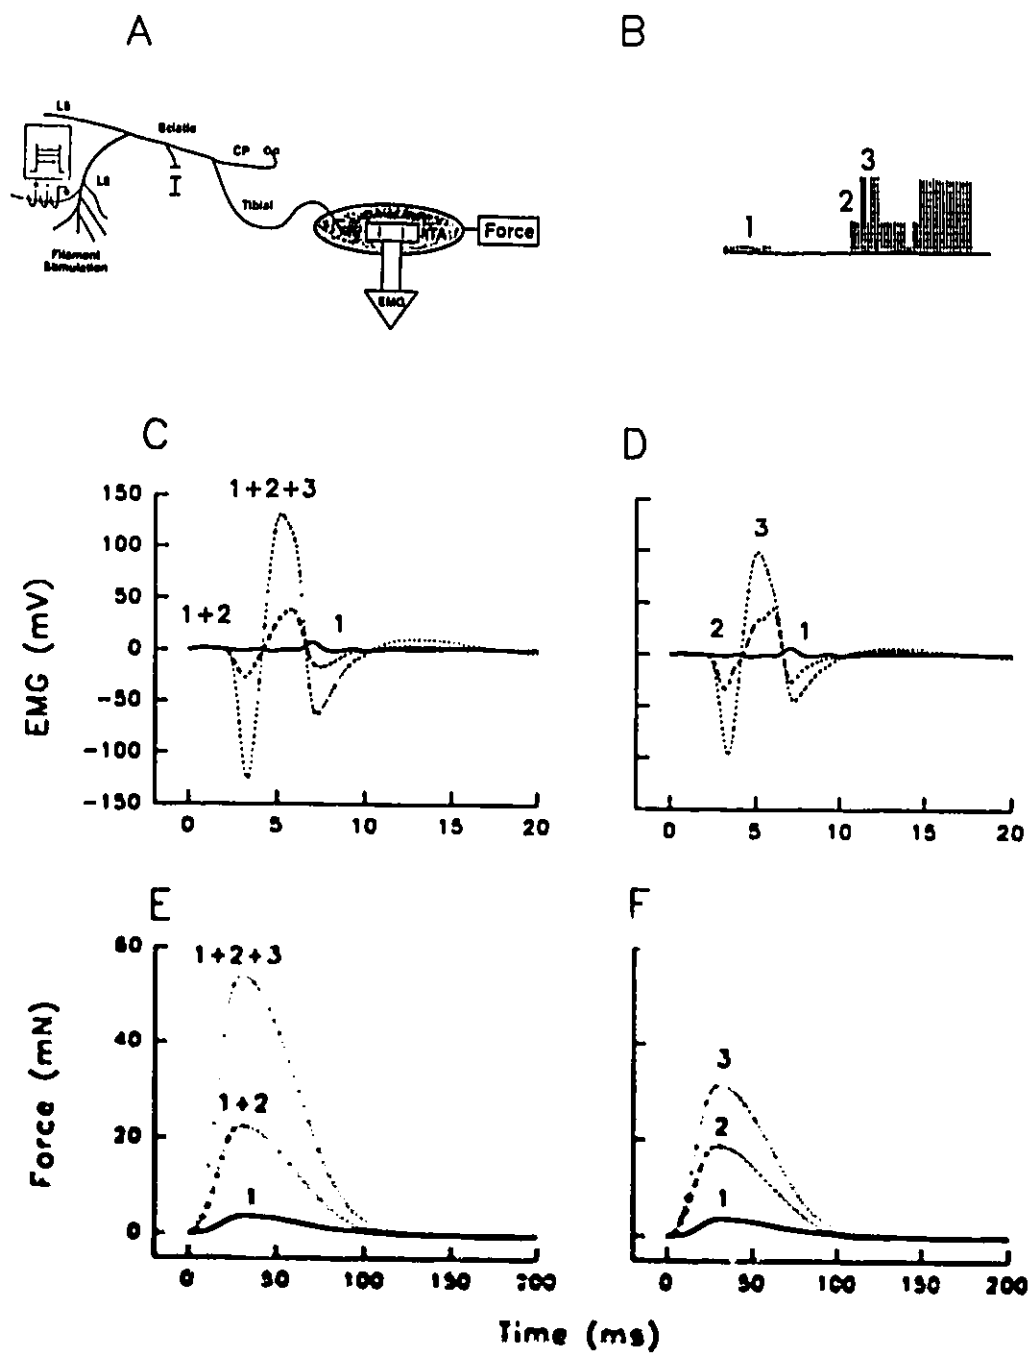 A
B
L5
Sciatic
CP
Tibial
TA
Force
EMG
Filament
Stimulation
1
2
3
C
D
1+2+3
1+2
1
3
2
1
EMG (mV)
150
100
50
0
−50
−100
−150
0 5 10 15 20
0 5 10 15 20
E
F
1+2+3
1+2
1
3
2
1
Force (mN)
60
40
20
0
0 50 100 150 200
0 50 100 150 200
Time (ms)